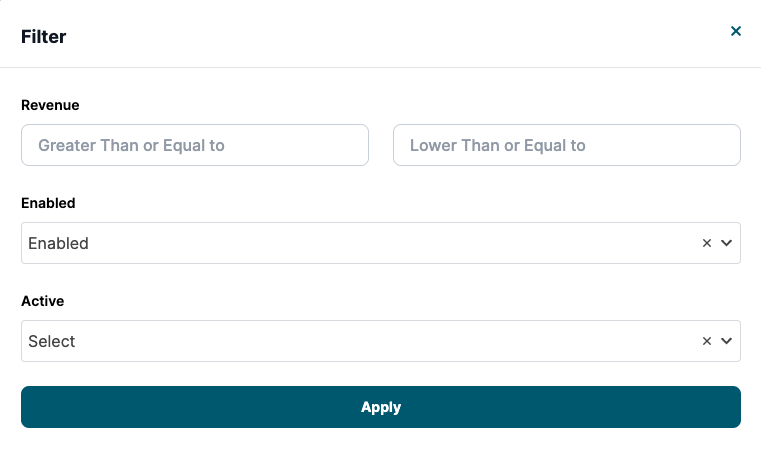 Filter
Revenue
Greater Than or Equal to
Lower Than or Equal to
Enabled
Enabled
Active
Select
Apply